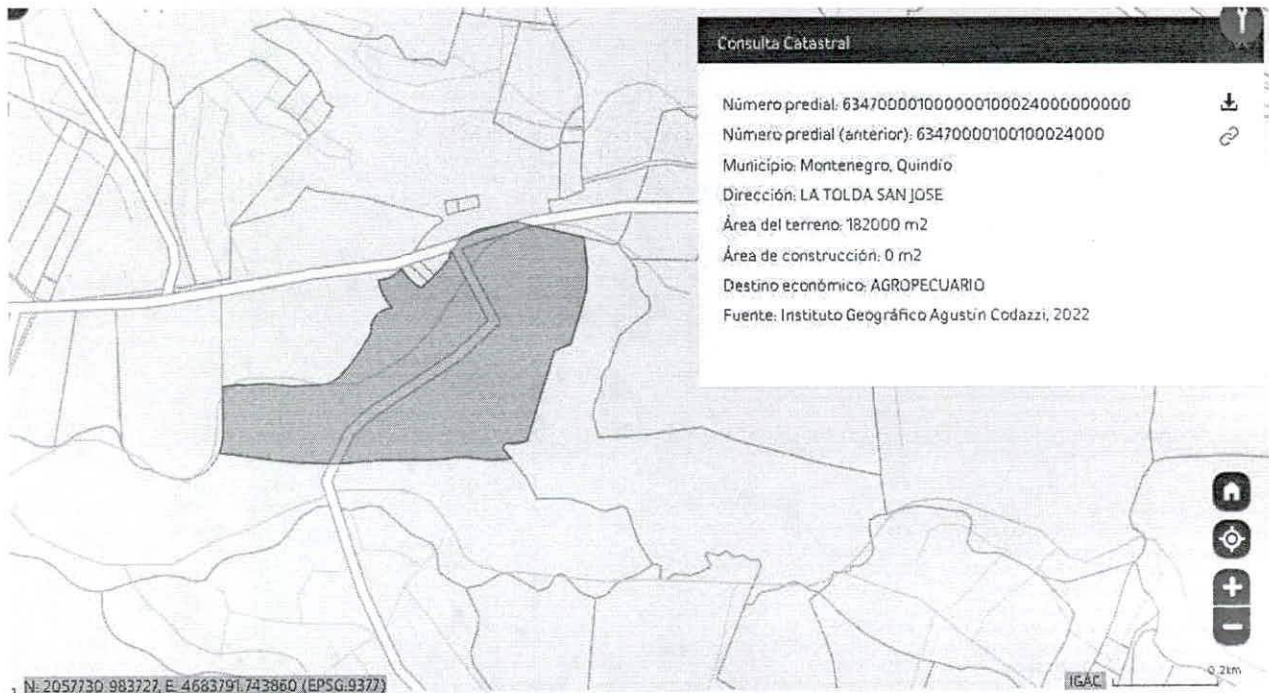 Consulta Catastral
Número predial: 634700001000000100024000000000
Número predial (anterior): 63470000100100024000
Municipio: Montenegro, Quindío
Dirección: LA TOLDA SAN JOSE
Área del terreno: 182000 m2
Área de construcción: 0 m2
Destino económico: AGROPECUARIO
Fuente: Instituto Geográfico Agustín Codazzi, 2022
N: 2057730.983727, E: 4683791.743860 (EPSG:9377)
IGAC
0.2km